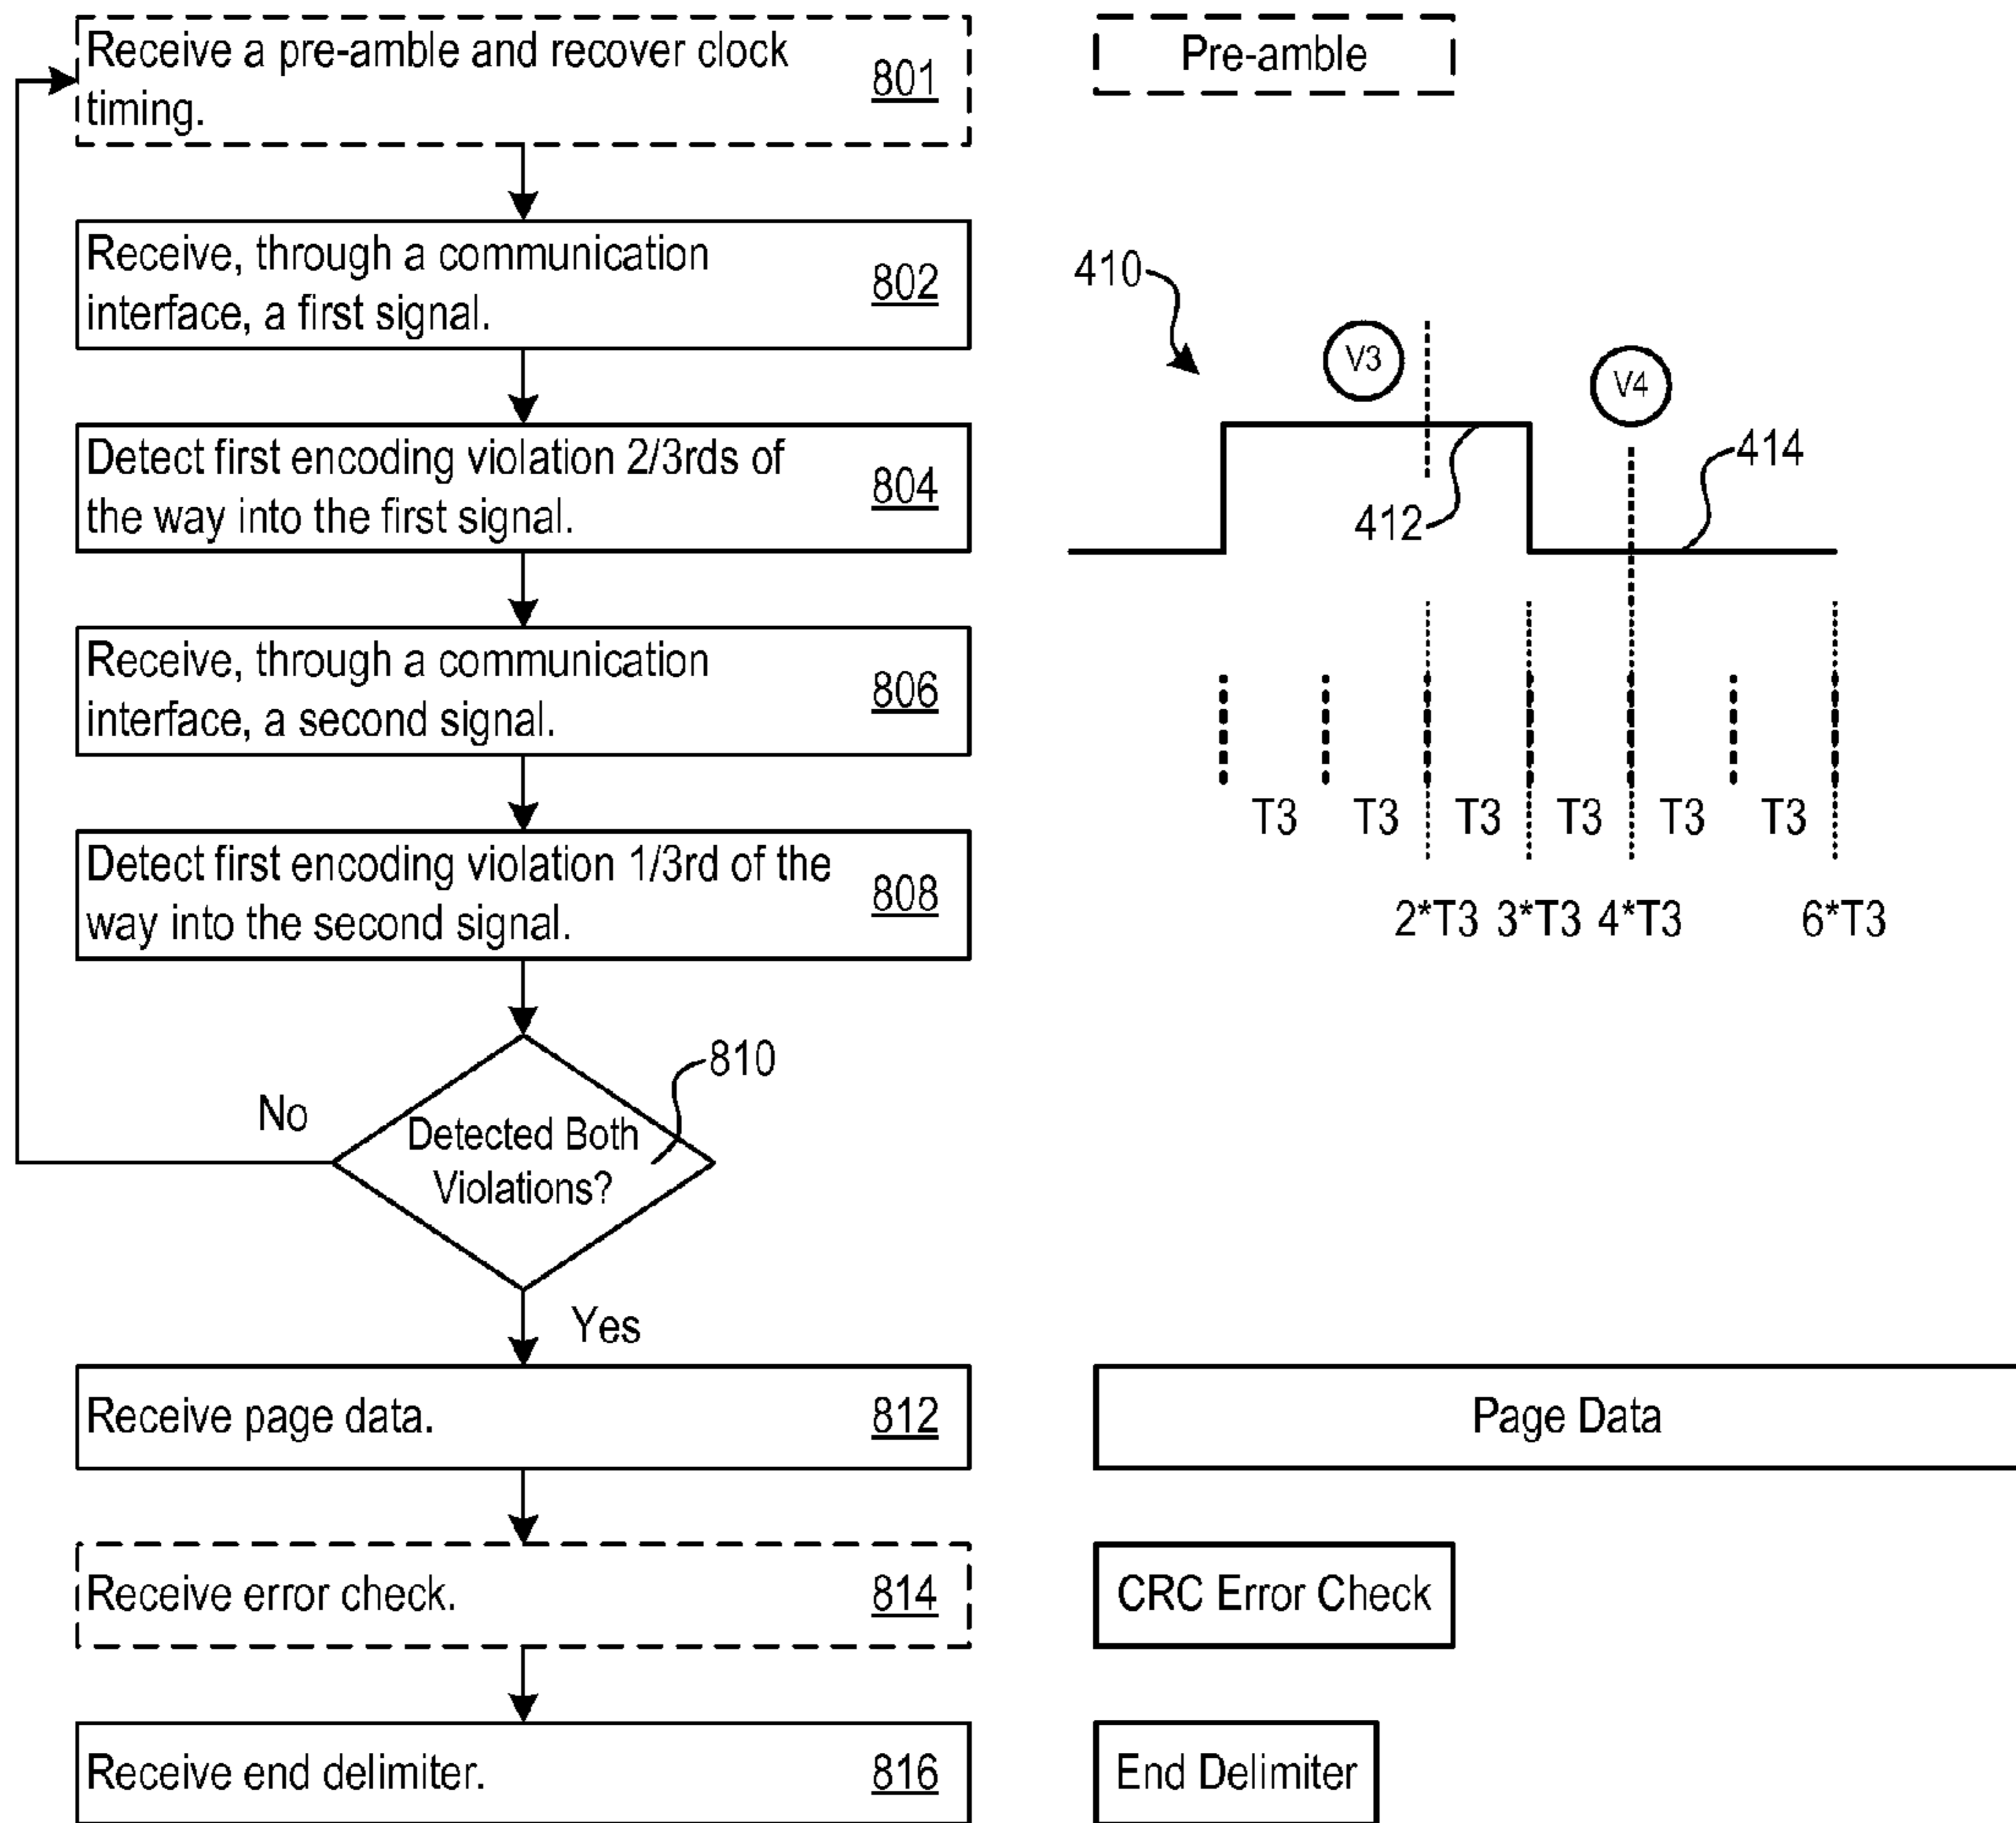 Receive a pre-amble and recover clock
timing.
801
Pre-amble
Receive, through a communication
interface, a first signal.
802
410
V3
V4
412
414
Detect first encoding violation 2/3rds of
the way into the first signal.
804
Receive, through a communication
interface, a second signal.
806
T3 T3 T3 T3 T3 T3
2*T3 3*T3 4*T3 6*T3
Detect first encoding violation 1/3rd of the
way into the second signal.
808
810
No
Detected Both
Violations?
Yes
Receive page data.
812
Page Data
Receive error check.
814
CRC Error Check
Receive end delimiter.
816
End Delimiter